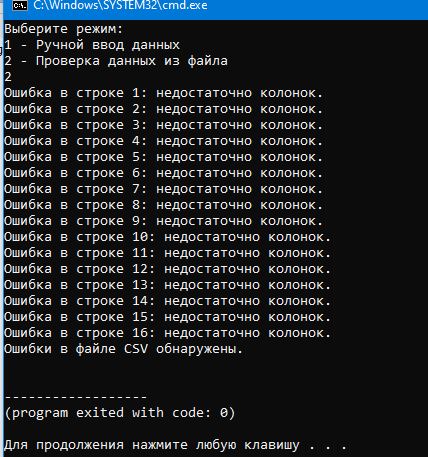 C:\Windows\SYSTEM32\cmd.exe
Выберите режим:
1 - Ручной ввод данных
2 - Проверка данных из файла
2
Ошибка в строке 1: недостаточно колонок.
Ошибка в строке 2: недостаточно колонок.
Ошибка в строке 3: недостаточно колонок.
Ошибка в строке 4: недостаточно колонок.
Ошибка в строке 5: недостаточно колонок.
Ошибка в строке 6: недостаточно колонок.
Ошибка в строке 7: недостаточно колонок.
Ошибка в строке 8: недостаточно колонок.
Ошибка в строке 9: недостаточно колонок.
Ошибка в строке 10: недостаточно колонок.
Ошибка в строке 11: недостаточно колонок.
Ошибка в строке 12: недостаточно колонок.
Ошибка в строке 13: недостаточно колонок.
Ошибка в строке 14: недостаточно колонок.
Ошибка в строке 15: недостаточно колонок.
Ошибка в строке 16: недостаточно колонок.
Ошибки в файле CSV обнаружены.
------------------
(program exited with code: 0)
Для продолжения нажмите любую клавишу . . .